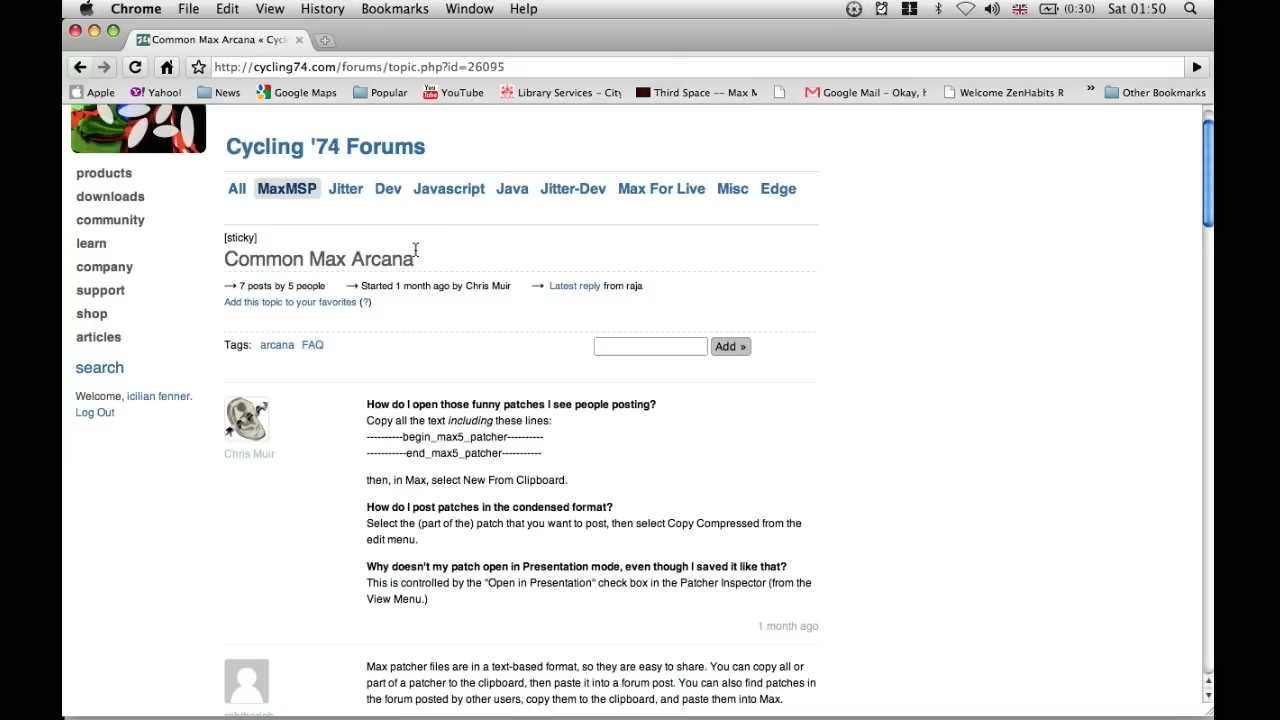 Chrome File Edit View History Bookmarks Window Help (0:30) Sat 01:50
Common Max Arcana « Cycli
http://cycling74.com/forums/topic.php?id=26095
Apple Yahoo! News Google Maps Popular YouTube Library Services – City Third Space —— Max M Google Mail – Okay, Welcome ZenHabits R » Other Bookmarks
Cycling '74 Forums
All MaxMSP Jitter Dev Javascript Java Jitter-Dev Max For Live Misc Edge
products
downloads
community
learn
company
support
shop
articles
search
Welcome, icilian fenner.
Log Out
[sticky]
Common Max Arcana
→ 7 posts by 5 people → Started 1 month ago by Chris Muir → Latest reply from raja
Add this topic to your favorites (?)
Tags: arcana FAQ Add »
Chris Muir
How do I open those funny patches I see people posting?
Copy all the text including these lines:
----------begin_max5_patcher----------
-----------end_max5_patcher-----------
then, in Max, select New From Clipboard.
How do I post patches in the condensed format?
Select the (part of the) patch that you want to post, then select Copy Compressed from the
edit menu.
Why doesn't my patch open in Presentation mode, even though I saved it like that?
This is controlled by the "Open in Presentation" check box in the Patcher Inspector (from the
View Menu.)
1 month ago
Max patcher files are in a text-based format, so they are easy to share. You can copy all or
part of a patcher to the clipboard, then paste it into a forum post. You can also find patches in
the forum posted by other users, copy them to the clipboard, and paste them into Max.